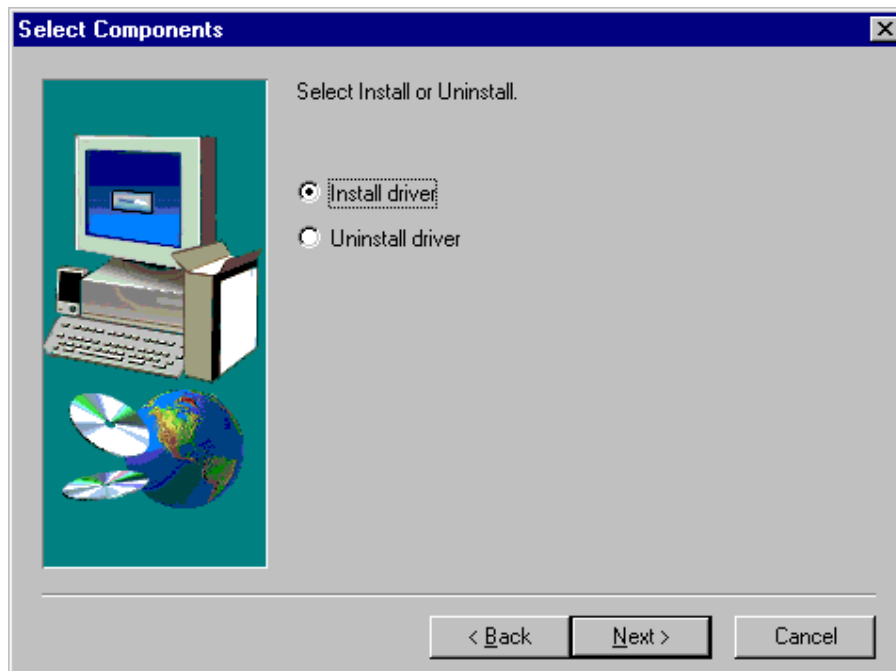 Select Components
Select Install or Uninstall.
Install driver
Uninstall driver
< Back
Next >
Cancel